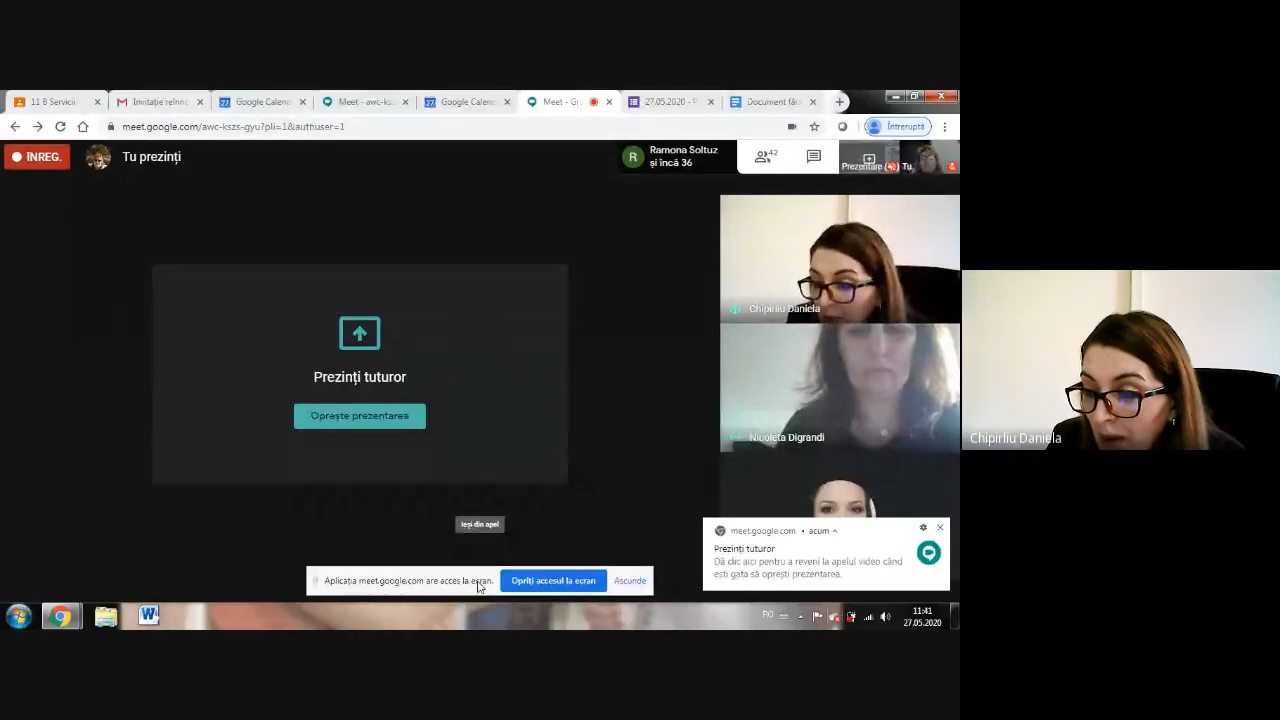 11 B Servicii
Invitație reînno
Google Calen
Meet - awc-ks
Google Calen
Meet - Gr
27.05.2020 - P
Document făr
meet.google.com/awc-kszs-gyu?pli=1&authuser=1
Întreruptă
INREG.
Tu prezinți
R
Ramona Soltuz
și încă 36
42
Prezentare
Tu
Chipirliu Daniela
Prezinți tuturor
Oprește prezentarea
Nicoleta Digrandi
Chipirliu Daniela
Ieși din apel
meet.google.com • acum
Prezinți tuturor
Dă clic aici pentru a reveni la apelul video când
ești gata să oprești prezentarea.
Aplicația meet.google.com are acces la ecran.
Opriți accesul la ecran
Ascunde
RO
11:41
27.05.2020